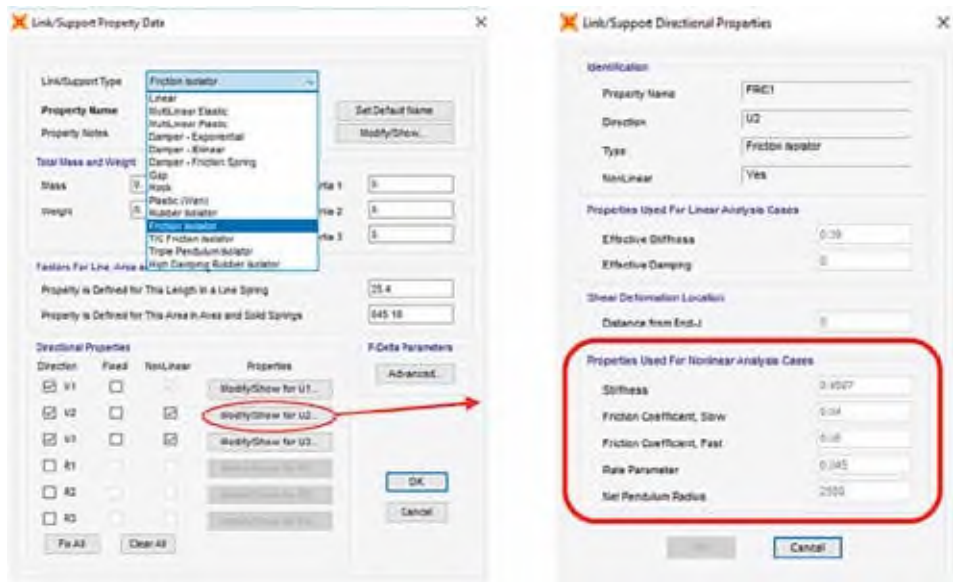 Link/Support Property Data
Link/Support Type
Friction Isolator
Linear
MultiLinear Elastic
MultiLinear Plastic
Damper - Exponential
Damper - Bilinear
Damper - Friction Spring
Gap
Hook
Plastic (Wen)
Rubber Isolator
Friction Isolator
T/C Friction Isolator
Triple Pendulum Isolator
High Damping Rubber Isolator
Property Name
Set Default Name
Property Notes
Modify/Show...
Total Mass and Weight
Mass
Weight
Factors For Line, Area
Property is Defined for This Length In a Line Spring
25.4
Property is Defined for This Area In Area and Solid Springs
645.16
Directional Properties
P-Delta Parameters
Direction Fixed NonLinear Properties
Advanced...
U1
Modify/Show for U1...
U2
Modify/Show for U2...
U3
Modify/Show for U3...
R1
R2
R3
OK
Cancel
Fix All
Clear All
Link/Support Directional Properties
Identification
Property Name
FRIC1
Direction
U2
Type
Friction Isolator
NonLinear
Yes
Properties Used For Linear Analysis Cases
Effective Stiffness
Effective Damping
Shear Deformation Location
Distance from End-J
Properties Used For Nonlinear Analysis Cases
Stiffness
Friction Coefficient, Slow
Friction Coefficient, Fast
Rate Parameter
Net Pendulum Radius
Cancel